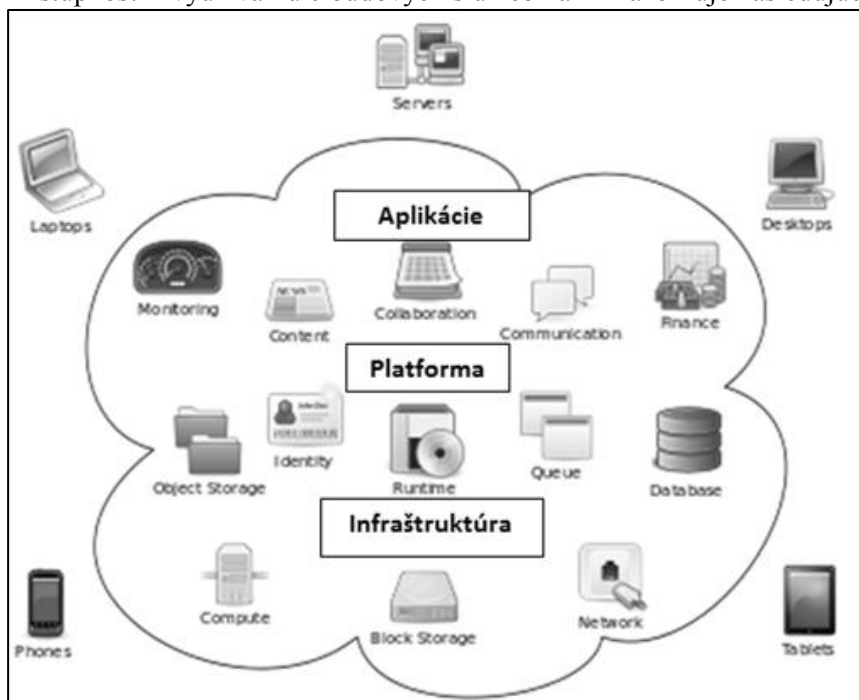 Servers
Laptops
Desktops
Aplikácie
Monitoring
Content
NEWS
Collaboration
Communication
Finance
Platforma
Object Storage
Identity
Runtime
Queue
Database
Infraštruktúra
Compute
Block Storage
Network
Phones
Tablets